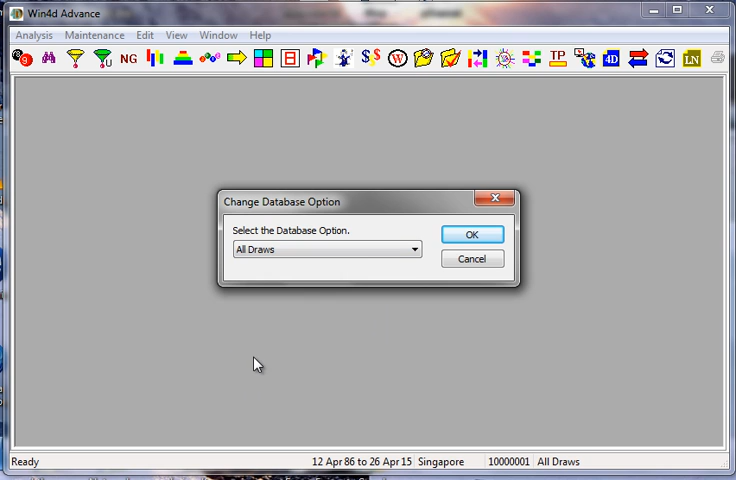 Win4d Advance
Analysis Maintenance Edit View Window Help
9 U NG $$ W TP 4D LN
Change Database Option
Select the Database Option.
All Draws
OK
Cancel
Ready 12 Apr 86 to 26 Apr 15 Singapore 10000001 All Draws